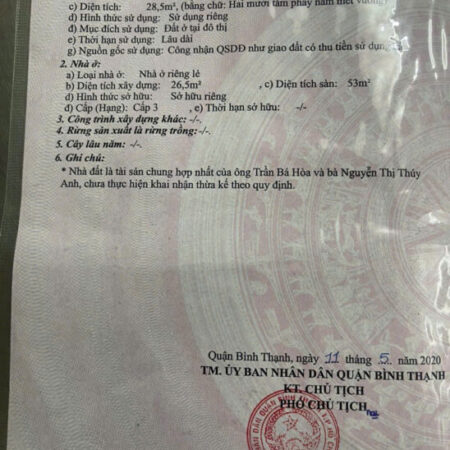 c) Diện tích: 28,5m², (bằng chữ: Hai mươi tám phẩy năm mét vuông)
d) Hình thức sử dụng: Sử dụng riêng
đ) Mục đích sử dụng: Đất ở tại đô thị
e) Thời hạn sử dụng: Lâu dài
g) Nguồn gốc sử dụng: Công nhận QSDĐ như giao đất có thu tiền sử dụng
2. Nhà ở:
a) Loại nhà ở: Nhà ở riêng lẻ
b) Diện tích xây dựng: 26,5m² , c) Diện tích sàn: 53m²
d) Hình thức sở hữu: Sở hữu riêng
đ) Cấp (Hạng): Cấp 3 , e) Thời hạn sở hữu: -/-
3. Công trình xây dựng khác: -/-.
4. Rừng sản xuất là rừng trồng: -/-.
5. Cây lâu năm: -/-.
6. Ghi chú:
* Nhà đất là tài sản chung hợp nhất của ông Trần Bá Hòa và bà Nguyễn Thị Thúy
Anh, chưa thực hiện khai nhận thừa kế theo quy định.
Quận Bình Thạnh, ngày 11 tháng 5 năm 2020
TM. ỦY BAN NHÂN DÂN QUẬN BÌNH THẠNH
KT. CHỦ TỊCH
PHÓ CHỦ TỊCH